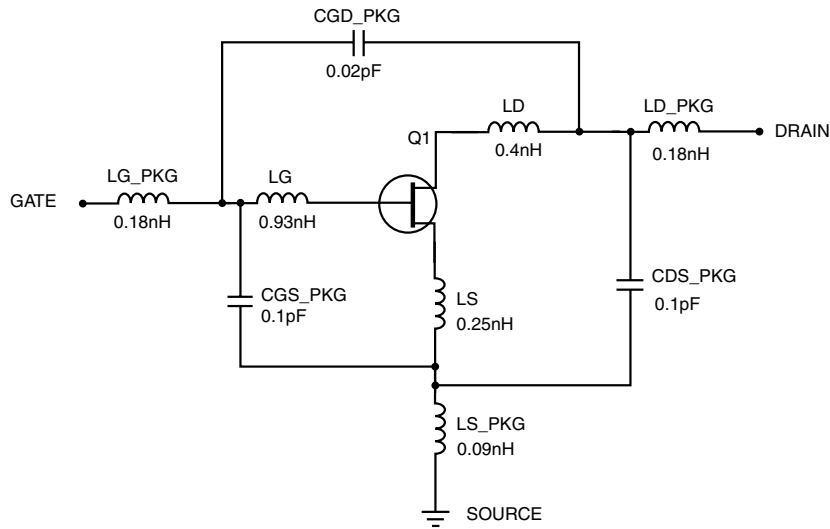 CGD_PKG
0.02pF
LD
LD_PKG
Q1
DRAIN
0.4nH
0.18nH
LG_PKG
LG
GATE
0.18nH
0.93nH
CGS_PKG
0.1pF
LS
0.25nH
CDS_PKG
0.1pF
LS_PKG
0.09nH
SOURCE